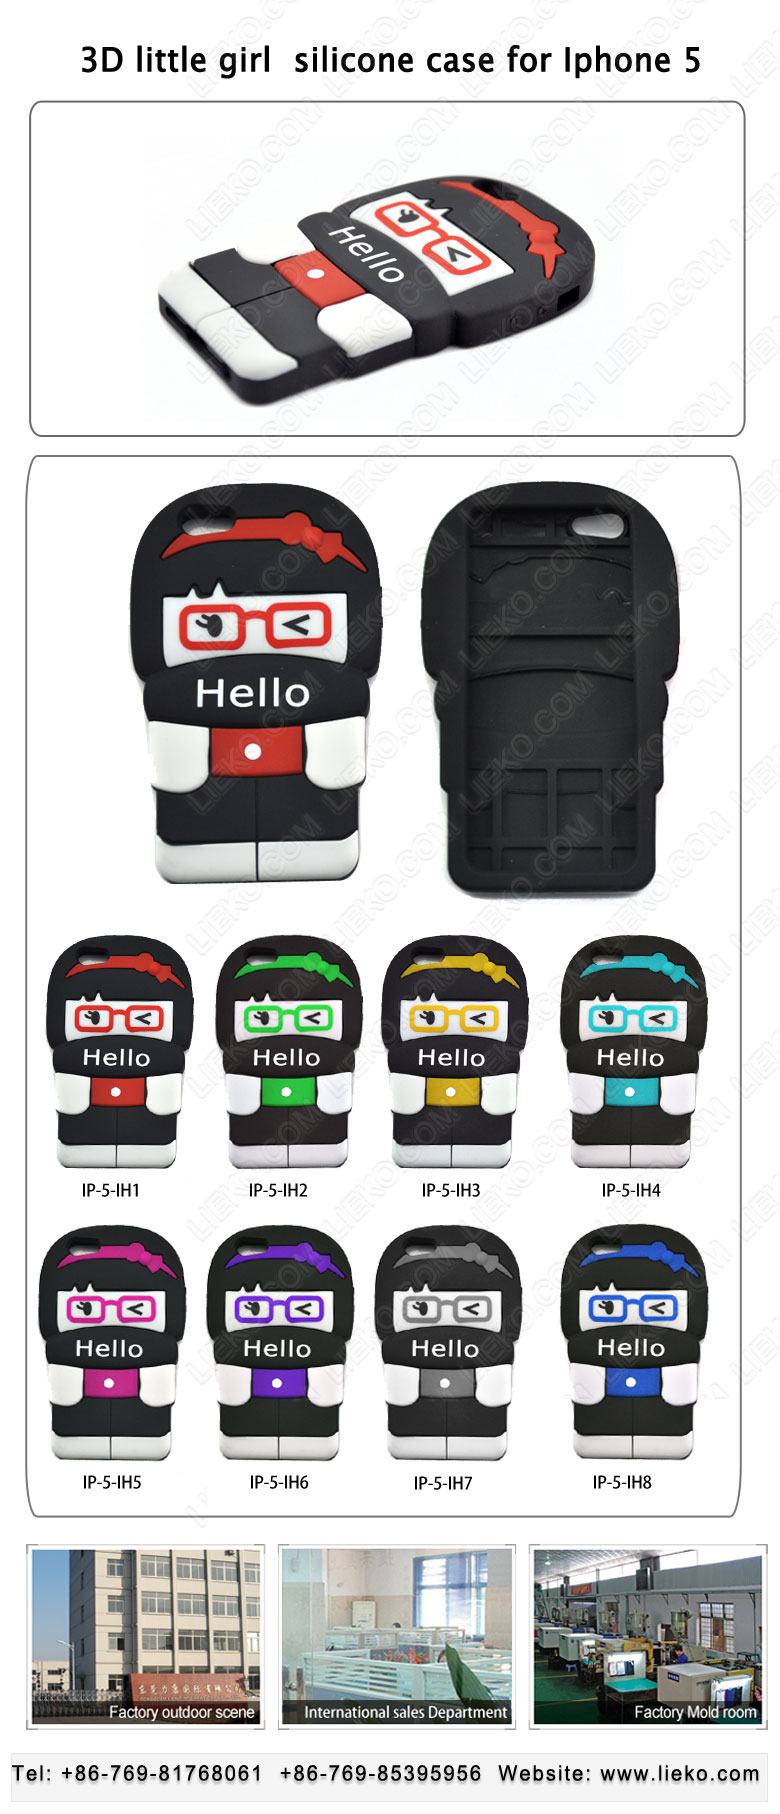 3D little girl silicone case for Iphone 5
Hello
Hello
Hello Hello Hello Hello
IP-5-IH1 IP-5-IH2 IP-5-IH3 IP-5-IH4
Hello Hello Hello Hello
IP-5-IH5 IP-5-IH6 IP-5-IH7 IP-5-IH8
Factory outdoor scene International sales Department Factory Mold room
Tel: +86-769-81768061 +86-769-85395956 Website: www.lieko.com
LIEKO.COM